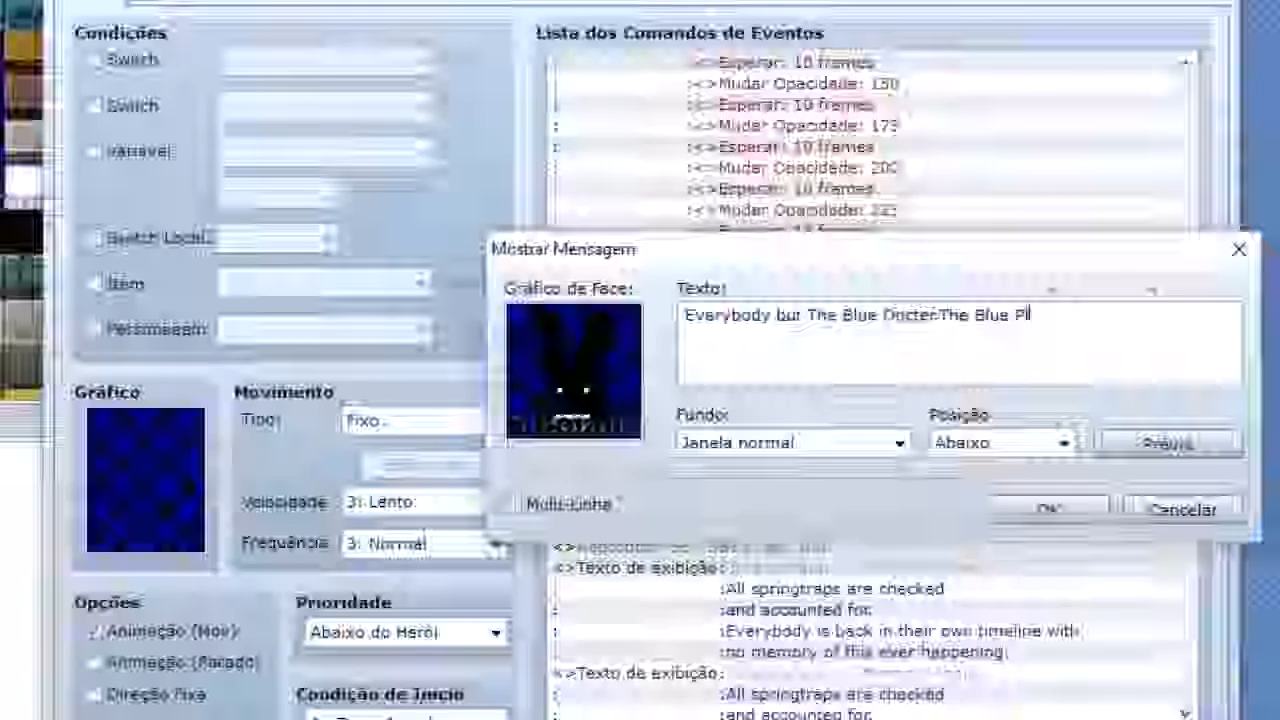 Condições
Lista dos Comandos de Eventos
Switch
Switch
Variável
Switch Local
Item
Personagem
:<>Esperar: 10 frames
:<>Mudar Opacidade: 150
:<>Esperar: 10 frames
:<>Mudar Opacidade: 175
:<>Esperar: 10 frames
:<>Mudar Opacidade: 200
:<>Esperar: 10 frames
:<>Mudar Opacidade: 225
Mostrar Mensagem
Gráfico de Face:
Texto:
Everybody but The Blue Docter The Blue Pl
Fundo:
Janela normal
Posição
Abaixo
Prévia
Multi-Linha
OK
Cancelar
Gráfico
Movimento
Tipo:
Fixo
Velocidade
3: Lento
Frequência
3: Normal
Opções
Animação (Mov)
Animação (Parado)
Direção Fixa
Prioridade
Abaixo do Herói
Condição de Início
<>Texto de exibição:
:All springtraps are checked
:and accounted for.
:Everybody is back in their own timeline with
:no memory of this ever happening.
<>Texto de exibição:
:All springtraps are checked
:and accounted for.